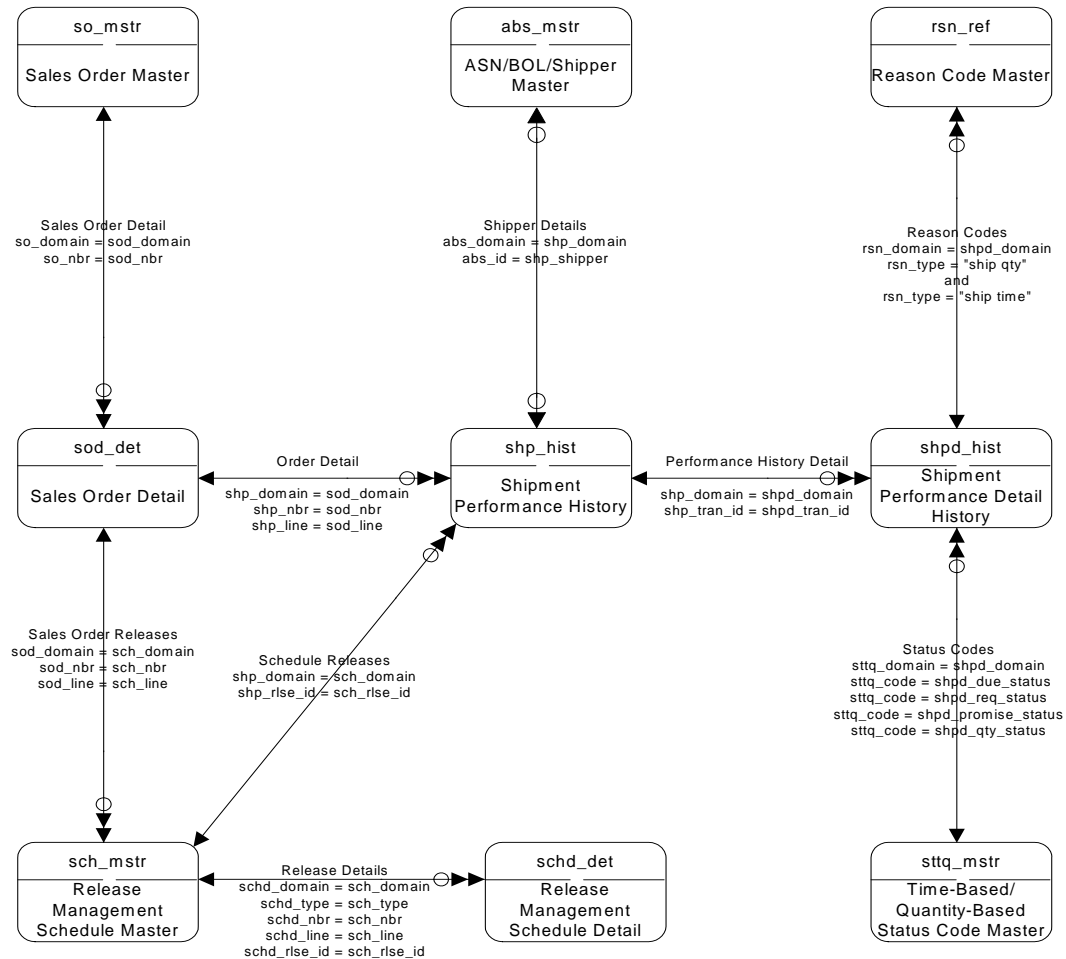 so_mstr
Sales Order Master
abs_mstr
ASN/BOL/Shipper
Master
rsn_ref
Reason Code Master
Sales Order Detail
so_domain = sod_domain
so_nbr = sod_nbr
Shipper Details
abs_domain = shp_domain
abs_id = shp_shipper
Reason Codes
rsn_domain = shpd_domain
rsn_type = "ship qty"
and
rsn_type = "ship time"
sod_det
Sales Order Detail
Order Detail
shp_domain = sod_domain
shp_nbr = sod_nbr
shp_line = sod_line
shp_hist
Shipment
Performance History
Performance History Detail
shp_domain = shpd_domain
shp_tran_id = shpd_tran_id
shpd_hist
Shipment
Performance Detail
History
Sales Order Releases
sod_domain = sch_domain
sod_nbr = sch_nbr
sod_line = sch_line
Schedule Releases
shp_domain = sch_domain
shp_rlse_id = sch_rlse_id
Status Codes
sttq_domain = shpd_domain
sttq_code = shpd_due_status
sttq_code = shpd_req_status
sttq_code = shpd_promise_status
sttq_code = shpd_qty_status
sch_mstr
Release
Management
Schedule Master
Release Details
schd_domain = sch_domain
schd_type = sch_type
schd_nbr = sch_nbr
schd_line = sch_line
schd_rlse_id = sch_rlse_id
schd_det
Release
Management
Schedule Detail
sttq_mstr
Time-Based/
Quantity-Based
Status Code Master